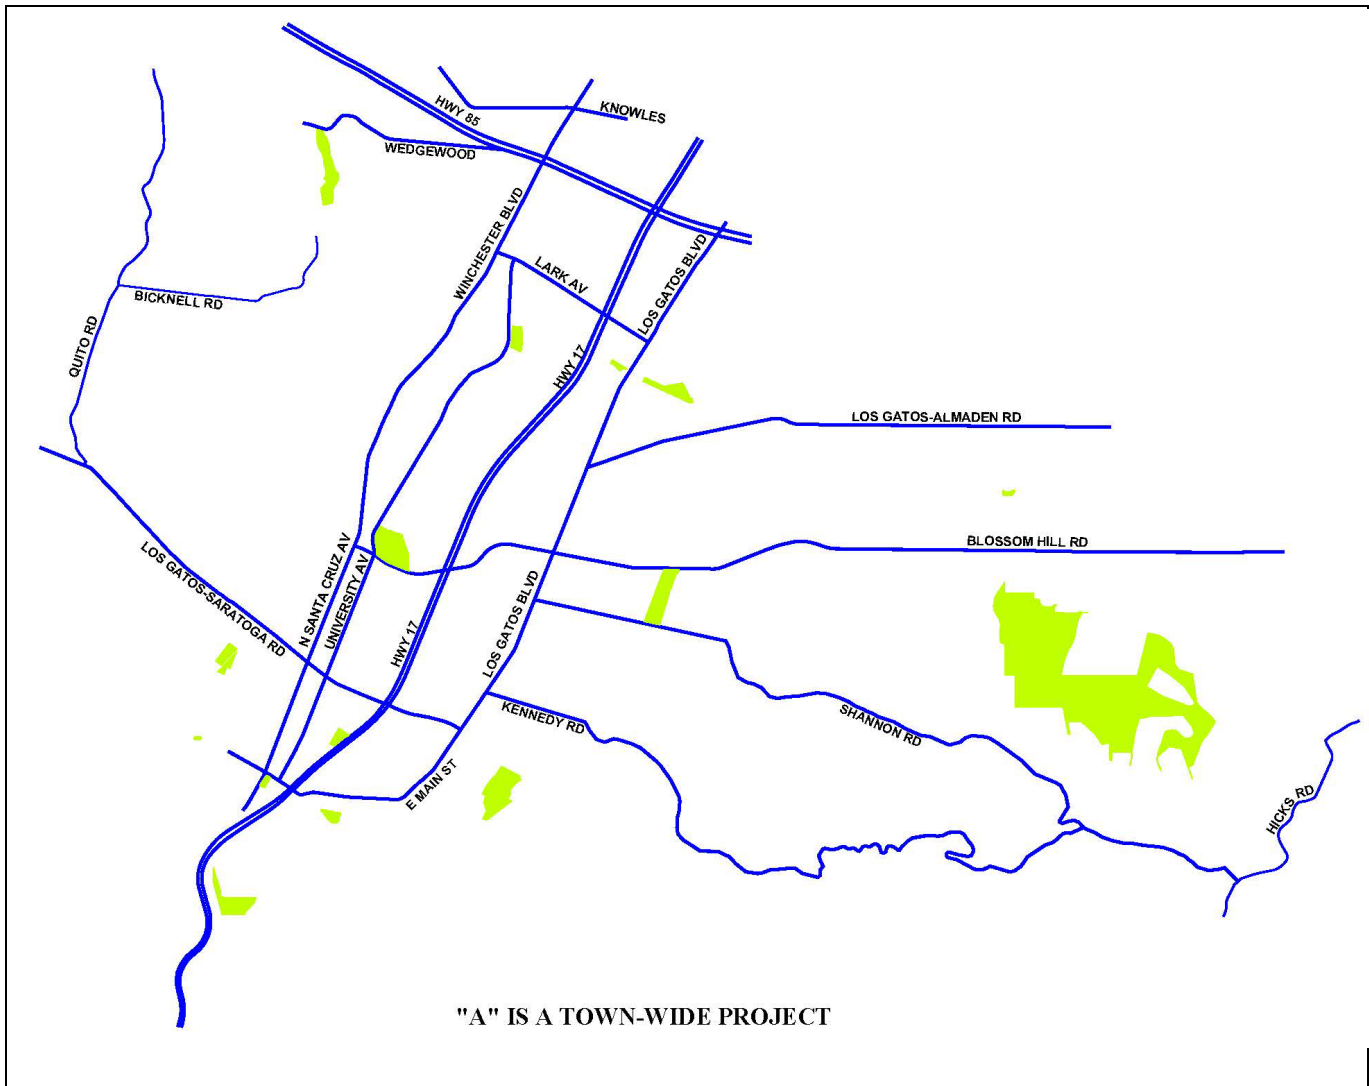 KNOWLES
HWY 85
WEDGEWOOD
WINCHESTER BLVD
LARK AV
LOS GATOS BLVD
BICKNELL RD
QUITO RD
HWY 17
LOS GATOS-ALMADEN RD
BLOSSOM HILL RD
LOS GATOS-SARATOGA RD
N SANTA CRUZ AV
UNIVERSITY AV
HWY 17
LOS GATOS BLVD
KENNEDY RD
SHANNON RD
E MAIN ST
HICKS RD
"A" IS A TOWN-WIDE PROJECT